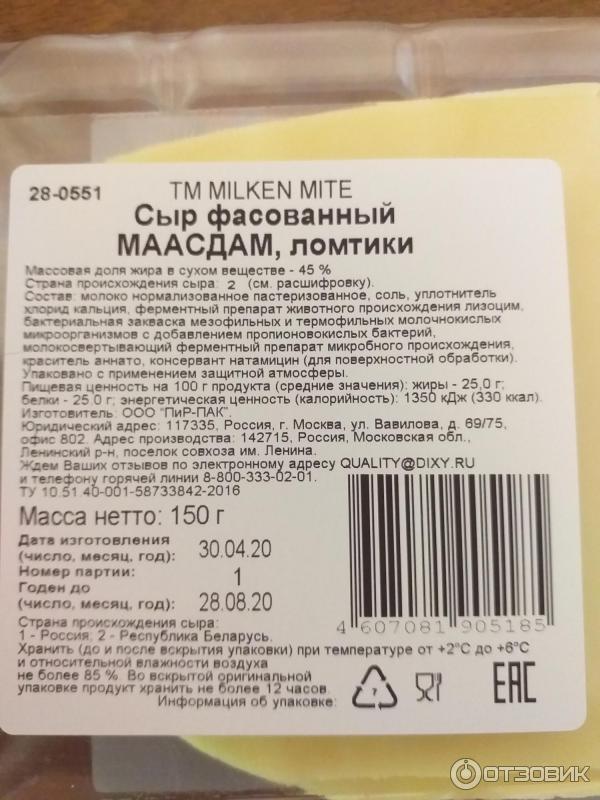 28-0551
ТМ MILKEN MITE
Сыр фасованный
МААСДАМ, ломтики
Массовая доля жира в сухом веществе - 45 %
Страна происхождения сыра: 2 (см. расшифровку).
Состав: молоко нормализованное пастеризованное, соль, уплотнитель
хлорид кальция, ферментный препарат животного происхождения лизоцим,
бактериальная закваска мезофильных и термофильных молочнокислых
микроорганизмов с добавлением пропионовокислых бактерий,
молокосвертывающий ферментный препарат микробного происхождения,
краситель аннато, консервант натамицин (для поверхностной обработки).
Упаковано с применением защитной атмосферы.
Пищевая ценность на 100 г продукта (средние значения): жиры - 25,0 г;
белки - 25,0 г; энергетическая ценность (калорийность): 1350 кДж (330 ккал).
Изготовитель: ООО "ПиР-ПАК".
Юридический адрес: 117335, Россия, г. Москва, ул. Вавилова, д. 69/75,
офис 802. Адрес производства: 142715, Россия, Московская обл.,
Ленинский р-н, поселок совхоза им. Ленина.
Ждем Ваших отзывов по электронному адресу QUALITY@DIXY.RU
и телефону горячей линии 8-800-333-02-01.
ТУ 10.51.40-001-58733842-2016
Масса нетто: 150 г
Дата изготовления
(число, месяц, год): 30.04.20
Номер партии: 1
Годен до
(число, месяц, год): 28.08.20
4 607081 905185
Страна происхождения сыра:
1 - Россия; 2 - Республика Беларусь.
Хранить (до и после вскрытия упаковки) при температуре от +2°С до +6°С
и относительной влажности воздуха
не более 85 %. Во вскрытой оригинальной
упаковке продукт хранить не более 12 часов.
Информация об упаковке:
7
EAC
ОТЗОВИК